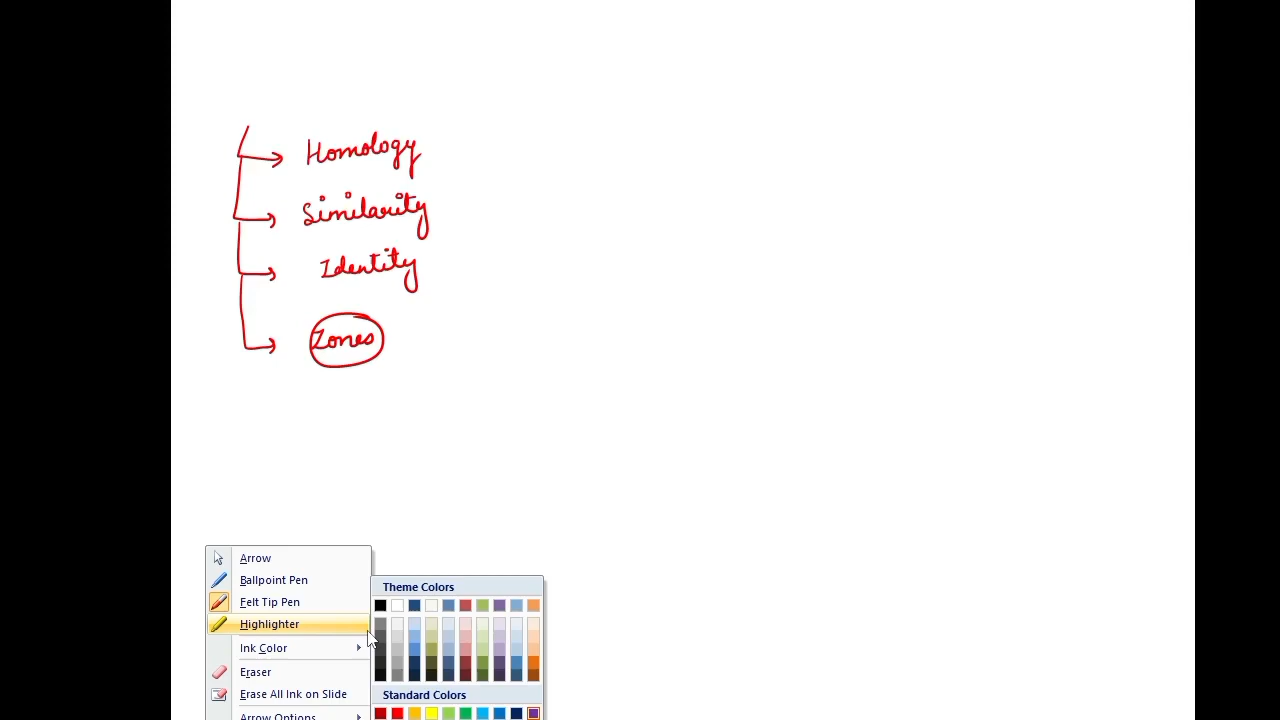 Homology
Similarity
Identity
Zones
Arrow
Ballpoint Pen
Felt Tip Pen
Highlighter
Ink Color
Eraser
Erase All Ink on Slide
Arrow Options
Theme Colors
Standard Colors